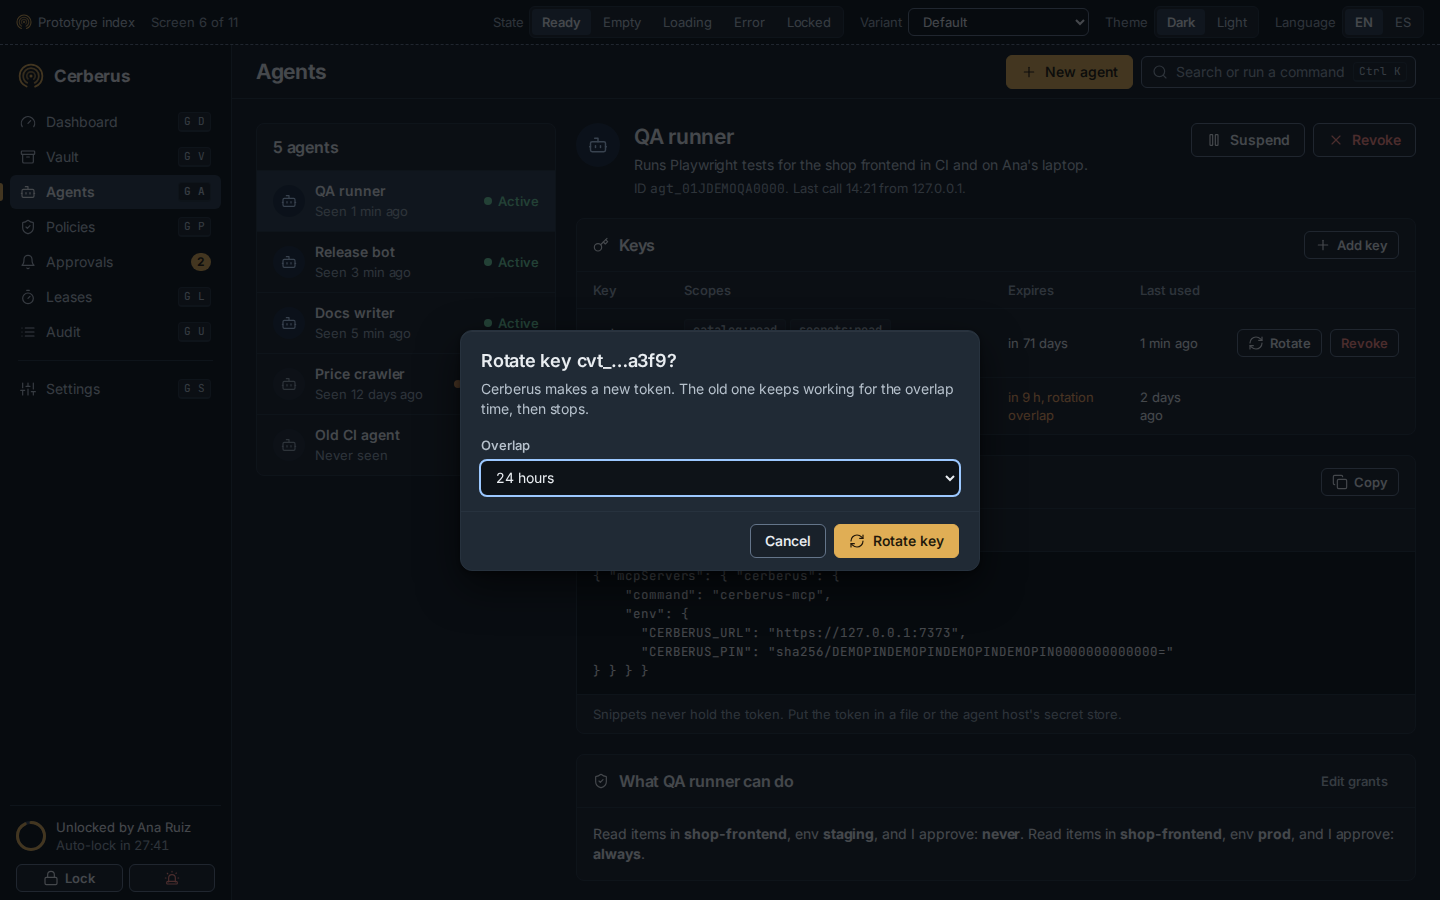 Prototype index Screen 6 of 11 State Ready Empty Loading Error Locked Variant Default Theme Dark Light Language EN ES
Cerberus
Dashboard G D
Vault G V
Agents G A
Policies G P
Approvals 2
Leases G L
Audit G U
Settings G S
Unlocked by Ana Ruiz
Auto-lock in 27:41
Lock
Agents
New agent
Search or run a command Ctrl K
5 agents
QA runner
Seen 1 min ago
Active
Release bot
Seen 3 min ago
Active
Docs writer
Seen 5 min ago
Active
Price crawler
Seen 12 days ago
Old CI agent
Never seen
QA runner
Runs Playwright tests for the shop frontend in CI and on Ana's laptop.
ID agt_01JDEMOQA0000. Last call 14:21 from 127.0.0.1.
Suspend
Revoke
Keys
Add key
Key Scopes Expires Last used
catalog:read secrets:read
in 71 days 1 min ago Rotate Revoke
in 9 h, rotation
overlap
2 days
ago
Rotate key cvt_…a3f9?
Cerberus makes a new token. The old one keeps working for the overlap
time, then stops.
Overlap
24 hours
Cancel
Rotate key
Copy
{ "mcpServers": { "cerberus": {
"command": "cerberus-mcp",
"env": {
"CERBERUS_URL": "https://127.0.0.1:7373",
"CERBERUS_PIN": "sha256/DEMOPINDEMOPINDEMOPINDEMOPIN0000000000000="
} } } }
Snippets never hold the token. Put the token in a file or the agent host's secret store.
What QA runner can do
Edit grants
Read items in shop-frontend, env staging, and I approve: never. Read items in shop-frontend, env prod, and I approve:
always.